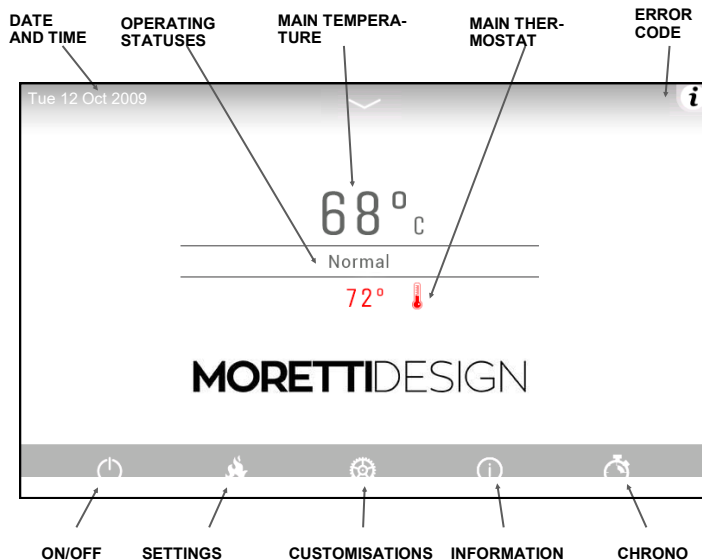 DATE
AND TIME
OPERATING
STATUSES
MAIN TEMPERA-
TURE
MAIN THER-
MOSTAT
ERROR
CODE
Tue 12 Oct 2009
i
68° C
Normal
72°
MORETTIDESIGN
ON/OFF SETTINGS CUSTOMISATIONS INFORMATION CHRONO